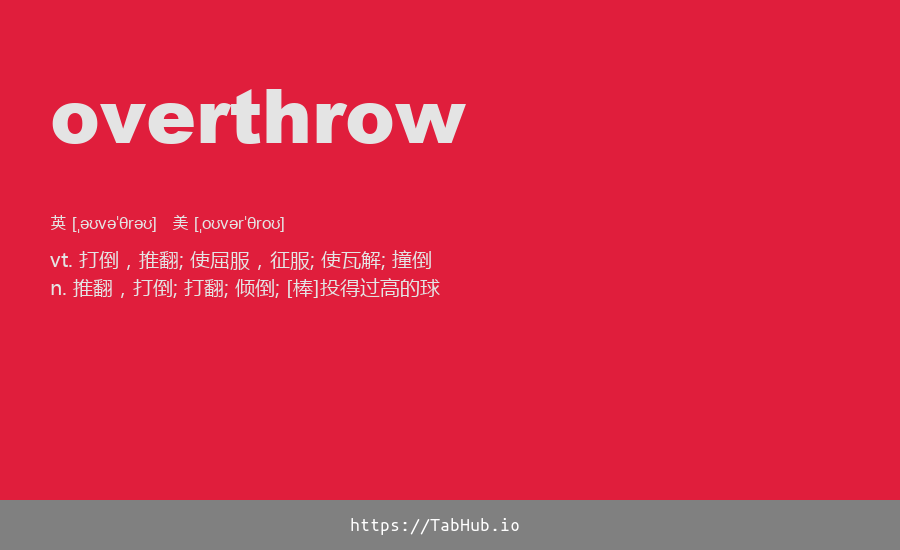 overthrow
英 [ˌəʊvəˈθrəʊ] 美 [ˌoʊvərˈθroʊ]
vt. 打倒，推翻; 使屈服，征服; 使瓦解; 撞倒
n. 推翻，打倒; 打翻; 倾倒; [棒]投得过高的球
https://TabHub.io